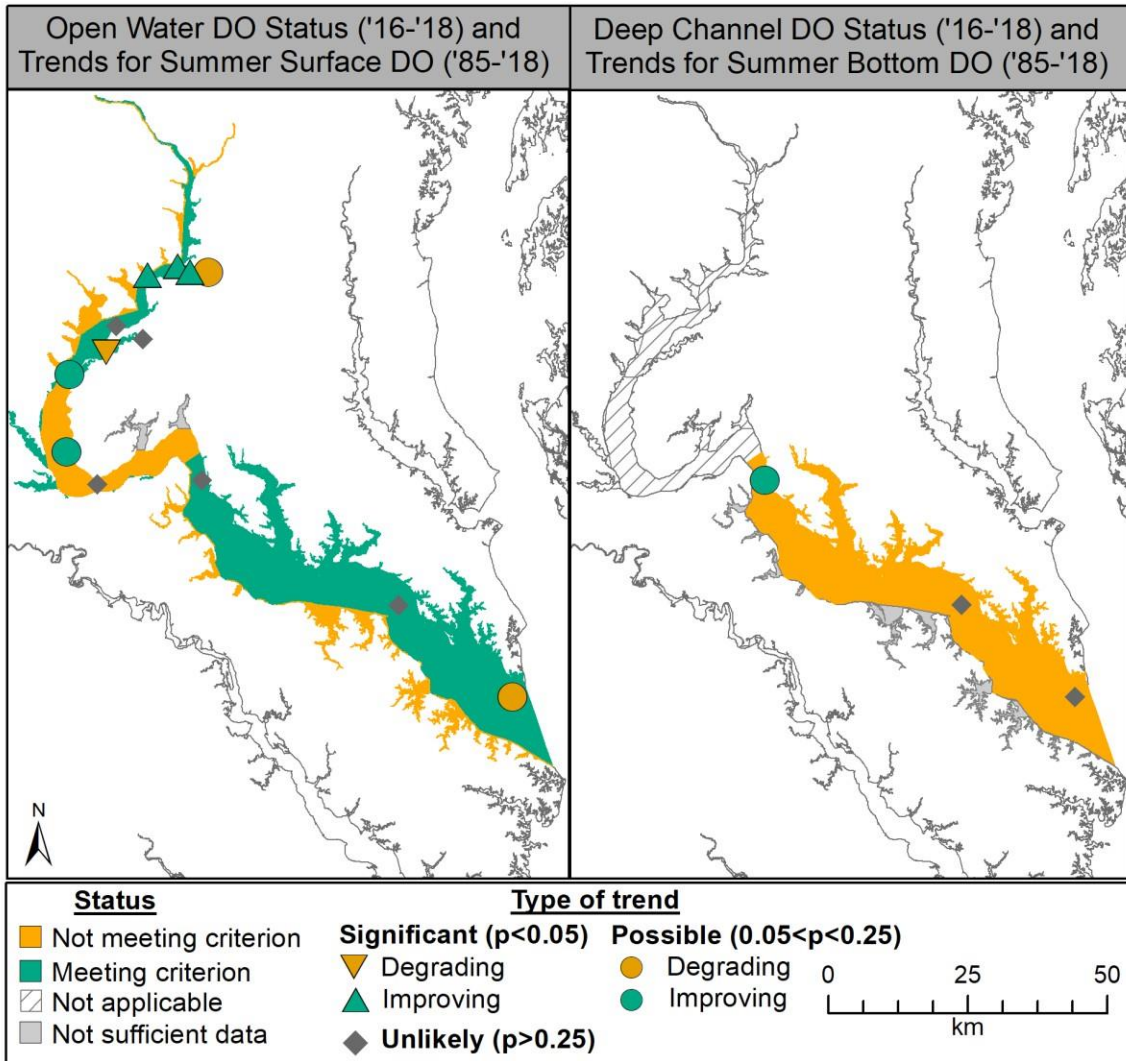 Open Water DO Status ('16-'18) and
Trends for Summer Surface DO ('85-'18)
Deep Channel DO Status ('16-'18) and
Trends for Summer Bottom DO ('85-'18)
N
Status
Not meeting criterion
Meeting criterion
Not applicable
Not sufficient data
Type of trend
Significant (p<0.05)
Degrading
Improving
Unlikely (p>0.25)
Possible (0.05<p<0.25)
Degrading
Improving
0 25 50
km